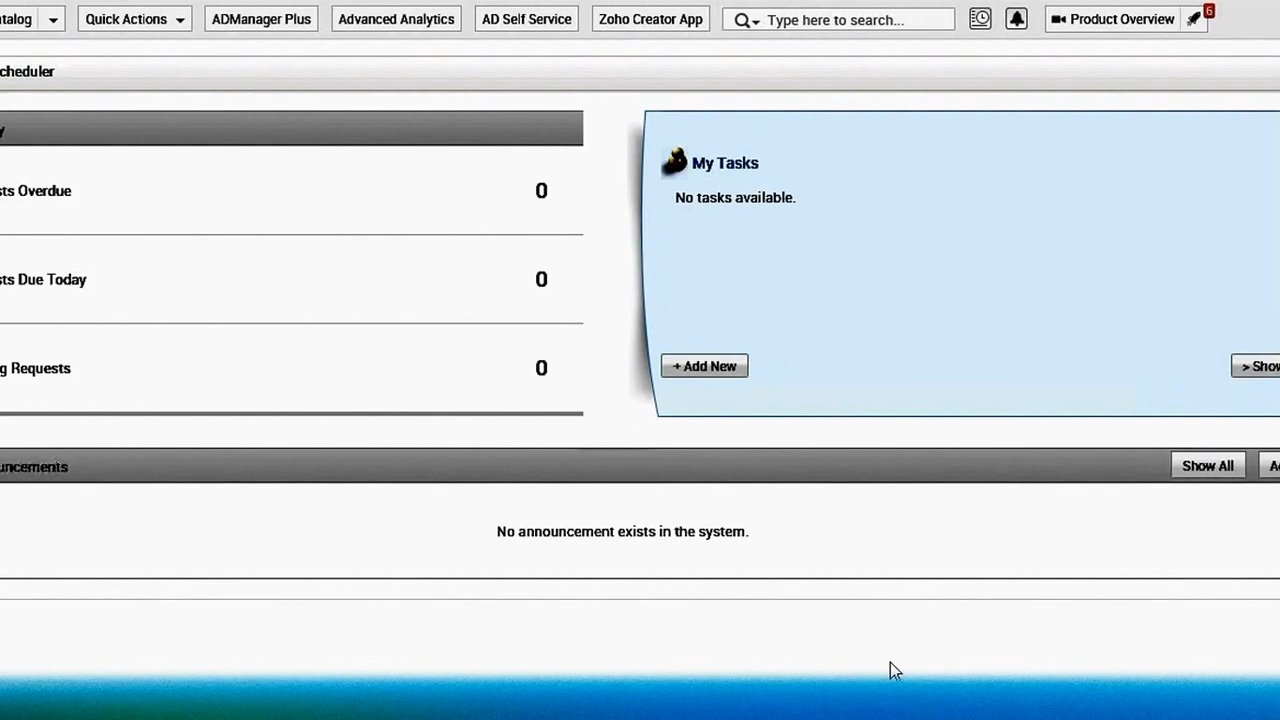 atalog Quick Actions ADManager Plus Advanced Analytics AD Self Service Zoho Creator App Type here to search... Product Overview 6
cheduler
y
My Tasks
sts Overdue 0
No tasks available.
sts Due Today 0
g Requests 0
+ Add New > Show
uncements Show All A
No announcement exists in the system.